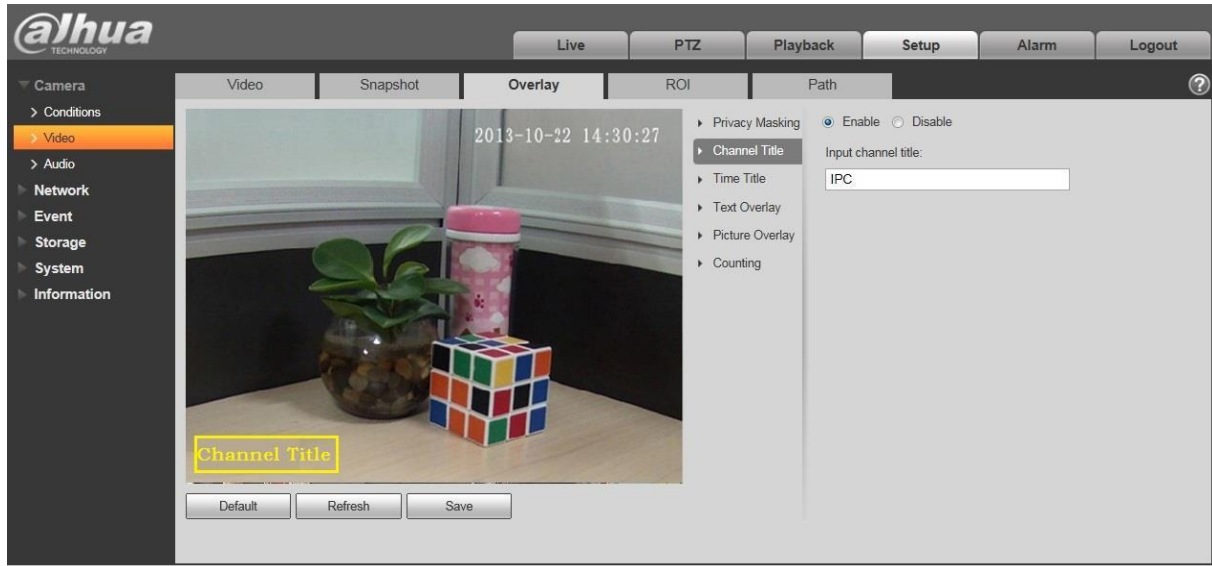 alhua
TECHNOLOGY
Live PTZ Playback Setup Alarm Logout
Camera
Conditions
Video
Audio
Network
Event
Storage
System
Information
Video Snapshot Overlay ROI Path
?
2013-10-22 14:30:27
Channel Title
Default Refresh Save
Privacy Masking
Channel Title
Time Title
Text Overlay
Picture Overlay
Counting
Enable Disable
Input channel title:
IPC